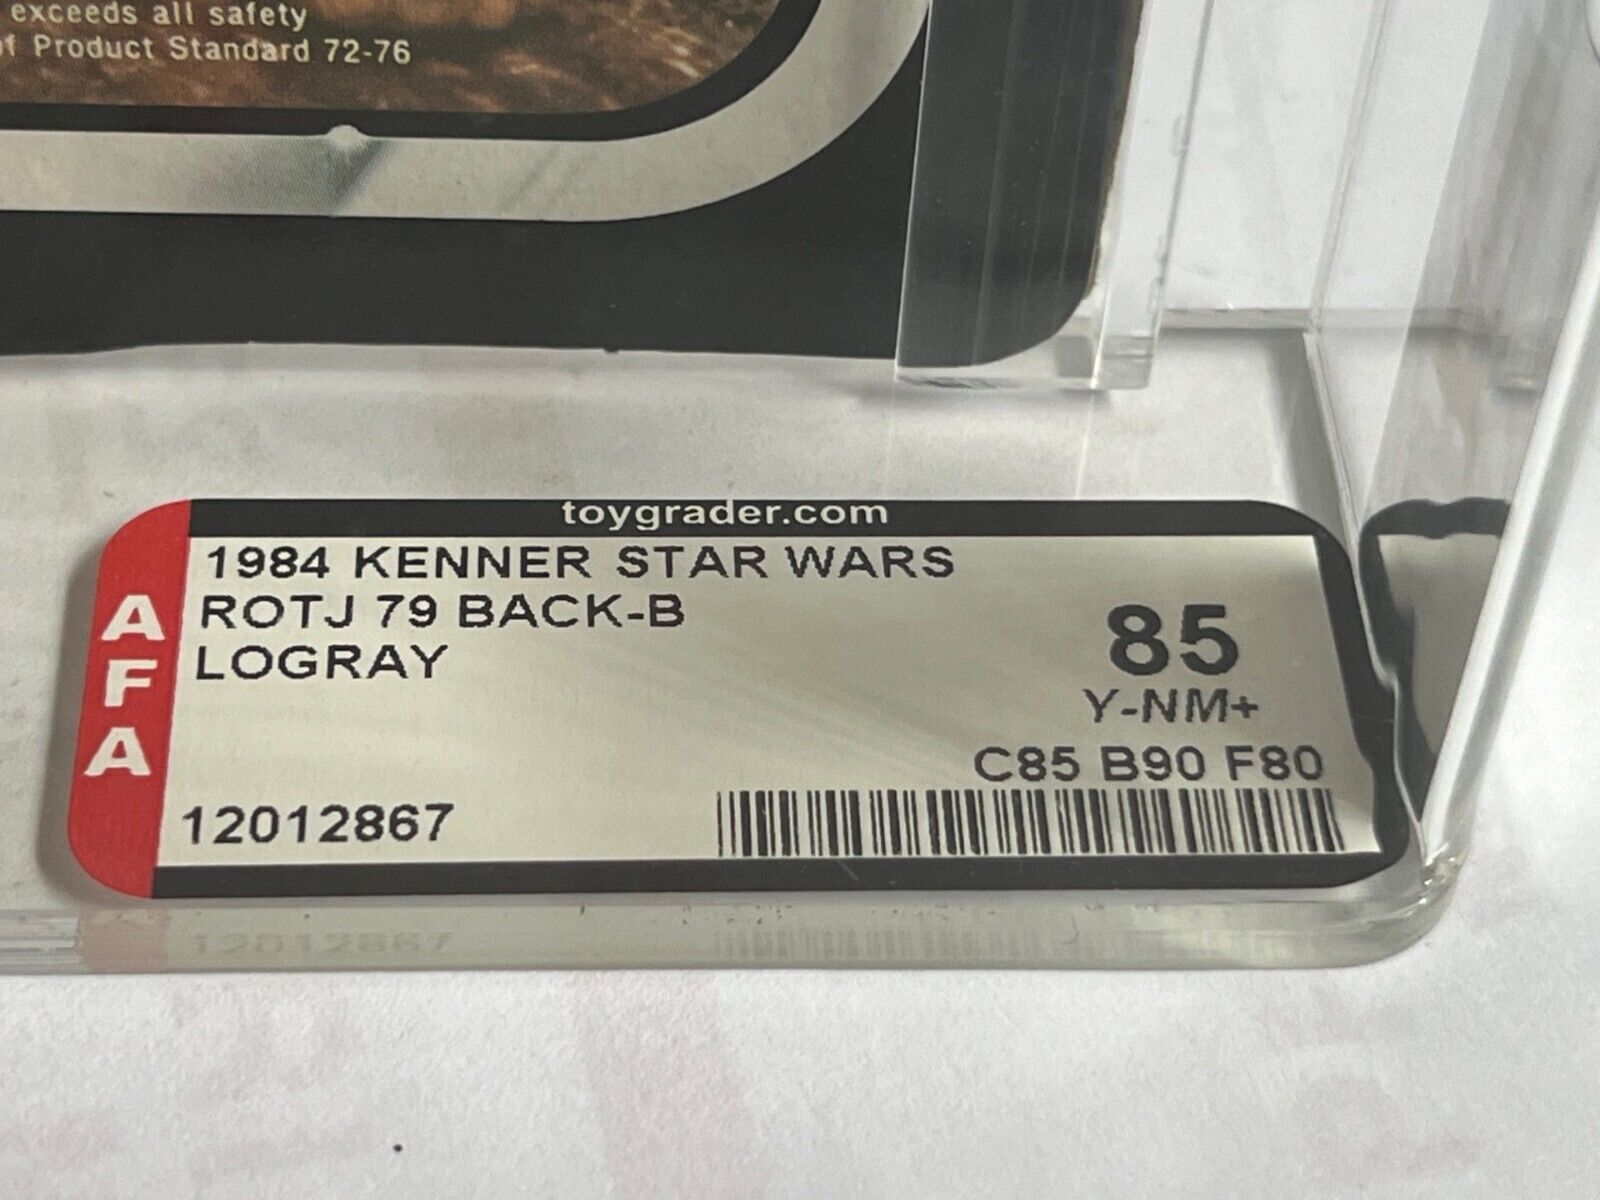 exceeds all safety
of Product Standard 72-76
toygrader.com
AFA
1984 KENNER STAR WARS
ROTJ 79 BACK-B
LOGRAY
85
Y-NM+
C85 B90 F80
12012867
12012867